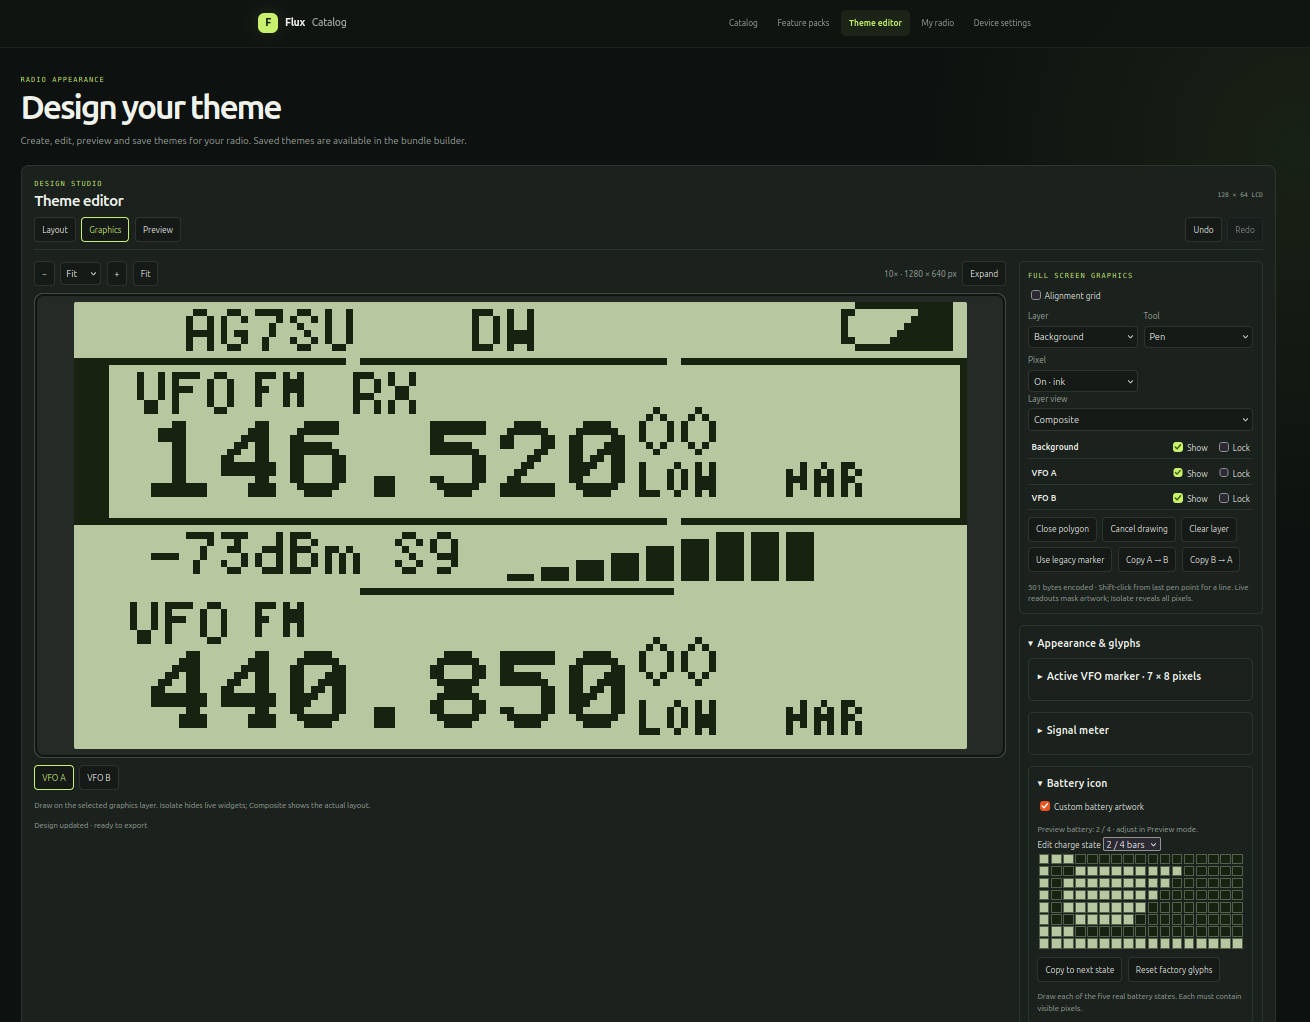 F Flux Catalog
Catalog Feature packs Theme editor My radio Device settings
RADIO APPEARANCE
Design your theme
Create, edit, preview and save themes for your radio. Saved themes are available in the bundle builder.
DESIGN STUDIO
Theme editor
128 × 64 LCD
Layout Graphics Preview
Undo Redo
− Fit + Fit
10× · 1280 × 640 px Expand
AG7SU DW
VFO FM RX
146.520 00
LOW NAR
-73dBm S9
VFO FM
440.850 00
LOW NAR
VFO A VFO B
Draw on the selected graphics layer. Isolate hides live widgets; Composite shows the actual layout.
Design updated · ready to export
FULL SCREEN GRAPHICS
Alignment grid
Layer Tool
Background Pen
Pixel
On · ink
Layer view
Composite
Background Show Lock
VFO A Show Lock
VFO B Show Lock
Close polygon Cancel drawing Clear layer
Use legacy marker Copy A → B Copy B → A
501 bytes encoded · Shift-click from last pen point for a line. Live
readouts mask artwork; Isolate reveals all pixels.
▾ Appearance & glyphs
▸ Active VFO marker · 7 × 8 pixels
▸ Signal meter
▾ Battery icon
Custom battery artwork
Preview battery: 2 / 4 · adjust in Preview mode.
Edit charge state 2 / 4 bars
Copy to next state Reset factory glyphs
Draw each of the five real battery states. Each must contain
visible pixels.